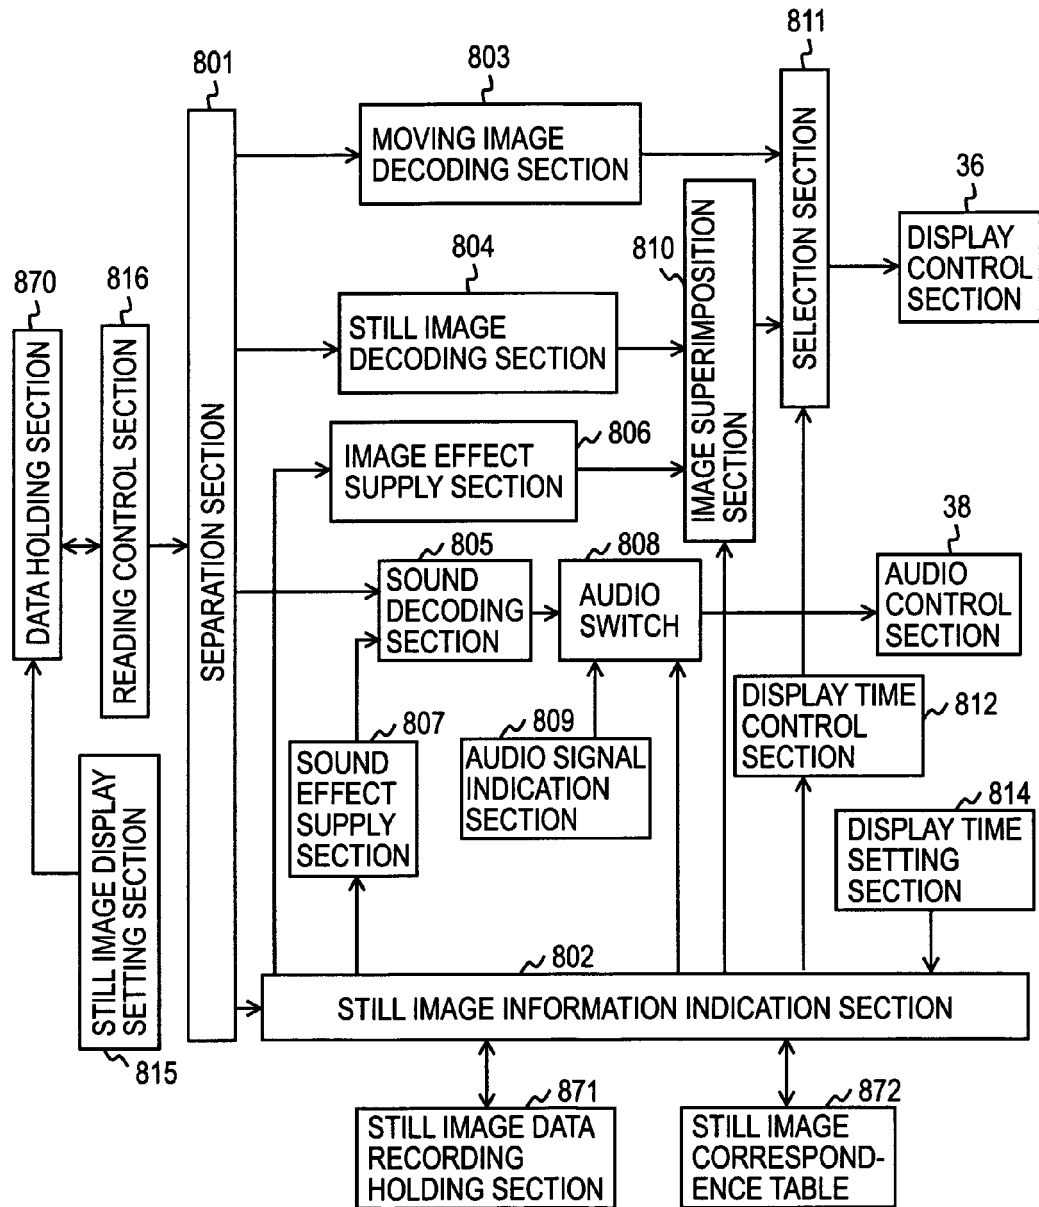 811
803
801
MOVING IMAGE
DECODING SECTION
SELECTION SECTION
36
DISPLAY
CONTROL
SECTION
810
IMAGE SUPERIMPOSITION
SECTION
804
STILL IMAGE
DECODING SECTION
870
816
DATA HOLDING SECTION
READING CONTROL SECTION
SEPARATION SECTION
806
IMAGE EFFECT
SUPPLY SECTION
805
SOUND
DECODING
SECTION
808
AUDIO
SWITCH
38
AUDIO
CONTROL
SECTION
807
SOUND
EFFECT
SUPPLY
SECTION
809
AUDIO SIGNAL
INDICATION
SECTION
DISPLAY TIME
CONTROL
SECTION
812
814
DISPLAY TIME
SETTING
SECTION
STILL IMAGE DISPLAY
SETTING SECTION
815
802
STILL IMAGE INFORMATION INDICATION SECTION
871
STILL IMAGE DATA
RECORDING
HOLDING SECTION
872
STILL IMAGE
CORRESPOND-
ENCE TABLE